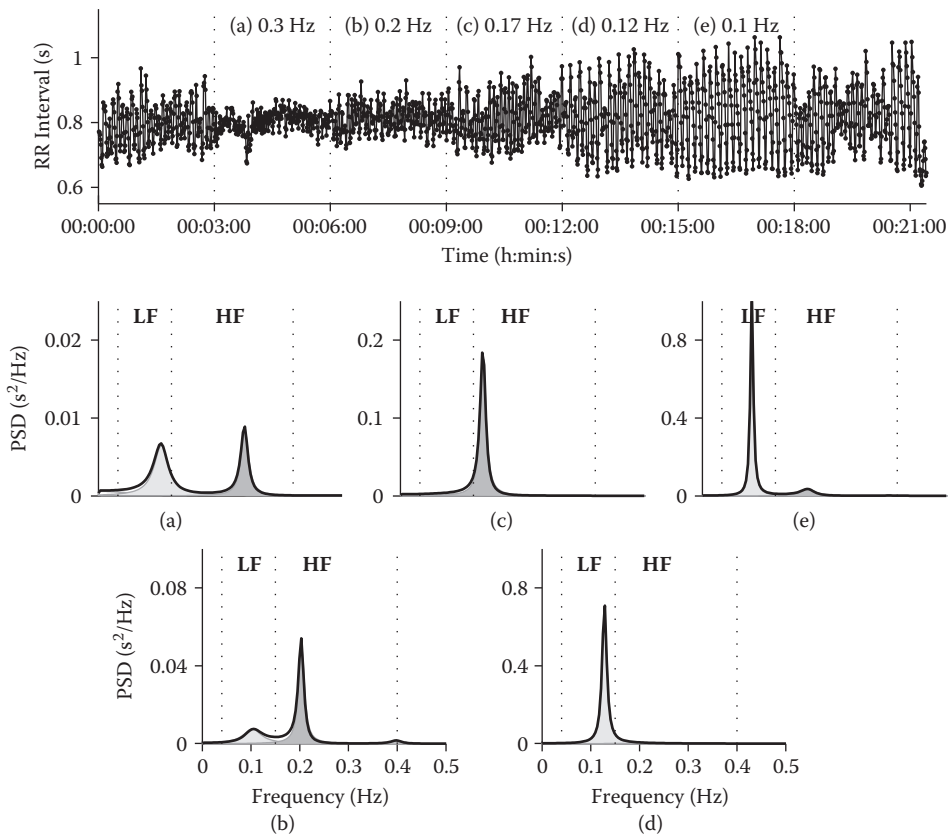 (a) 0.3 Hz (b) 0.2 Hz (c) 0.17 Hz (d) 0.12 Hz (e) 0.1 Hz
RR Interval (s)
1
0.8
0.6
00:00:00 00:03:00 00:06:00 00:09:00 00:12:00 00:15:00 00:18:00 00:21:00
Time (h:min:s)
PSD (s²/Hz)
LF HF
0.02
0.01
0
(a)
LF HF
0.2
0.1
0
(c)
LF HF
0.8
0.4
0
(e)
PSD (s²/Hz)
LF HF
0.08
0.04
0
0 0.1 0.2 0.3 0.4 0.5
Frequency (Hz)
(b)
LF HF
0.8
0.4
0
0 0.1 0.2 0.3 0.4 0.5
Frequency (Hz)
(d)